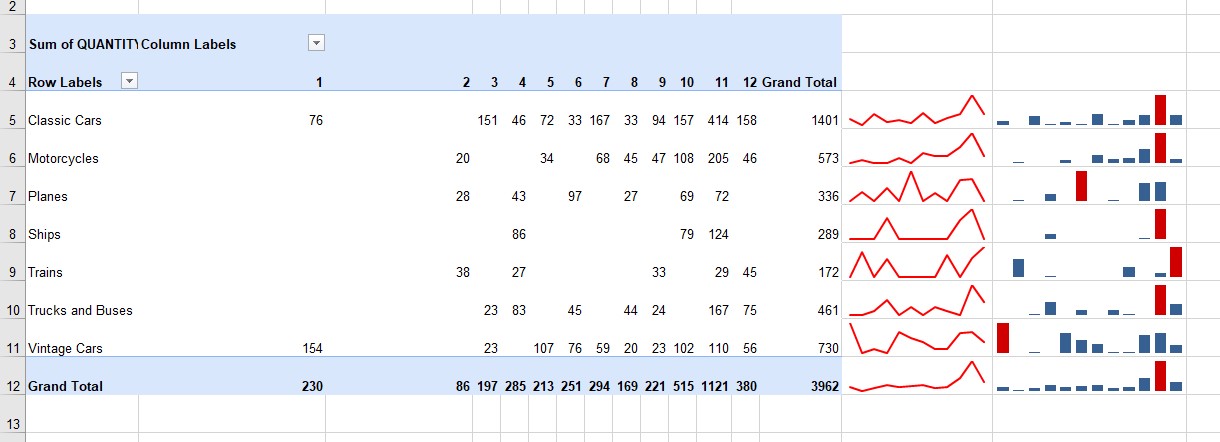 2
3 Sum of QUANTITY Column Labels
4 Row Labels 1 2 3 4 5 6 7 8 9 10 11 12 Grand Total
5 Classic Cars 76 151 46 72 33 167 33 94 157 414 158 1401
6 Motorcycles 20 34 68 45 47 108 205 46 573
7 Planes 28 43 97 27 69 72 336
8 Ships 86 79 124 289
9 Trains 38 27 33 29 45 172
10 Trucks and Buses 23 83 45 44 24 167 75 461
11 Vintage Cars 154 23 107 76 59 20 23 102 110 56 730
12 Grand Total 230 86 197 285 213 251 294 169 221 515 1121 380 3962
13